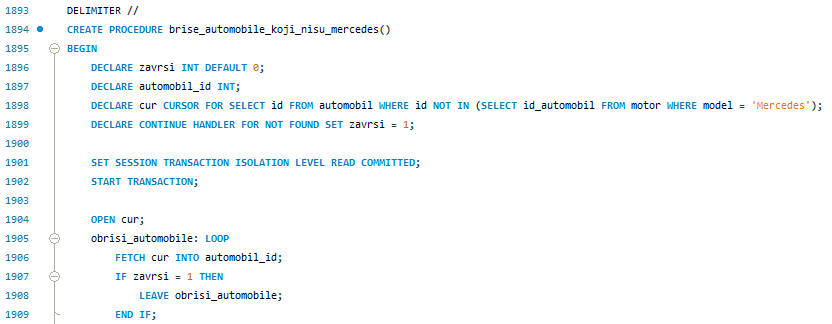 1893 DELIMITER //
1894 CREATE PROCEDURE brise_automobile_koji_nisu_mercedes()
1895 BEGIN
1896 DECLARE zavrsi INT DEFAULT 0;
1897 DECLARE automobil_id INT;
1898 DECLARE cur CURSOR FOR SELECT id FROM automobil WHERE id NOT IN (SELECT id_automobil FROM motor WHERE model = 'Mercedes');
1899 DECLARE CONTINUE HANDLER FOR NOT FOUND SET zavrsi = 1;
1900
1901 SET SESSION TRANSACTION ISOLATION LEVEL READ COMMITTED;
1902 START TRANSACTION;
1903
1904 OPEN cur;
1905 obrisi_automobile: LOOP
1906 FETCH cur INTO automobil_id;
1907 IF zavrsi = 1 THEN
1908 LEAVE obrisi_automobile;
1909 END IF;